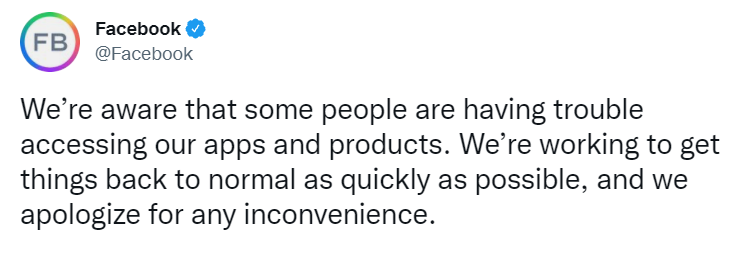 FB
Facebook
@Facebook
We’re aware that some people are having trouble
accessing our apps and products. We’re working to get
things back to normal as quickly as possible, and we
apologize for any inconvenience.